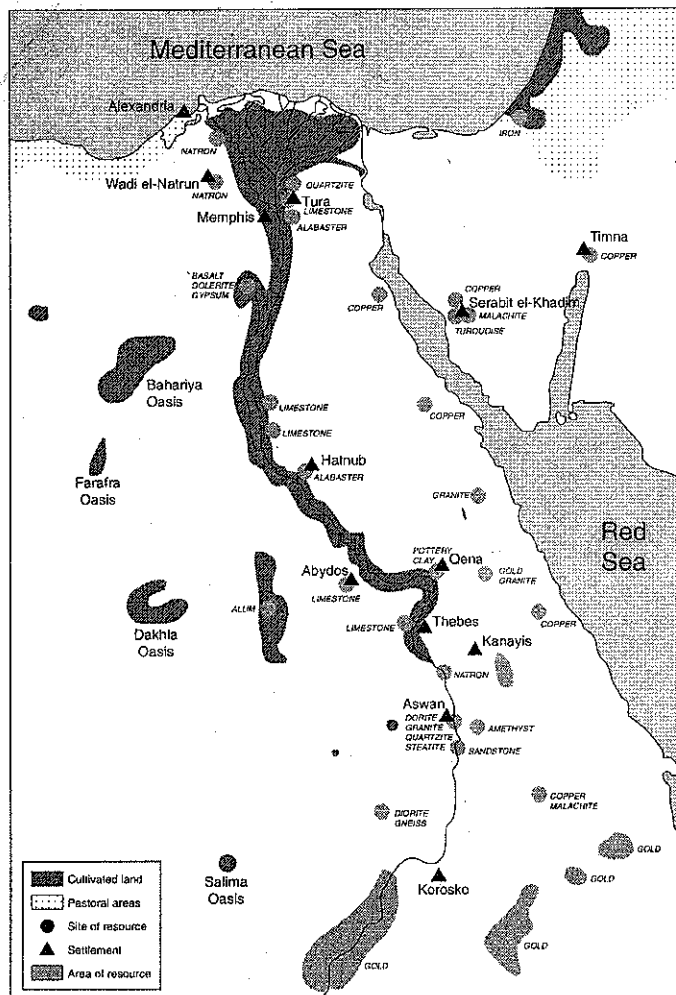 Mediterranean Sea
Alexandria
IRON
NATRON
Wadi el-Natrun
NATRON
QUARTZITE
Tura
LIMESTONE
Memphis
ALABASTER
Timna
COPPER
BASALT
DOLERITE
GYPSUM
COPPER
COPPER
Serabit el-Khadim
MALACHITE
TURQUOISE
Bahariya
Oasis
LIMESTONE
LIMESTONE
COPPER
Farafra
Oasis
Hatnub
ALABASTER
GRANITE
Red
Sea
POTTERY
CLAY
Qena
GOLD
GRANITE
Abydos
LIMESTONE
Dakhla
Oasis
ALUM
LIMESTONE
Thebes
COPPER
Kanayis
NATRON
Aswan
DORITE
GRANITE
QUARTZITE
STEATITE
AMETHYST
SANDSTONE
DIORITE
GNEISS
COPPER
MALACHITE
GOLD
GOLD
Salima
Oasis
Korosko
GOLD
GOLD
Cultivated land
Pastoral areas
Site of resource
Settlement
Area of resource